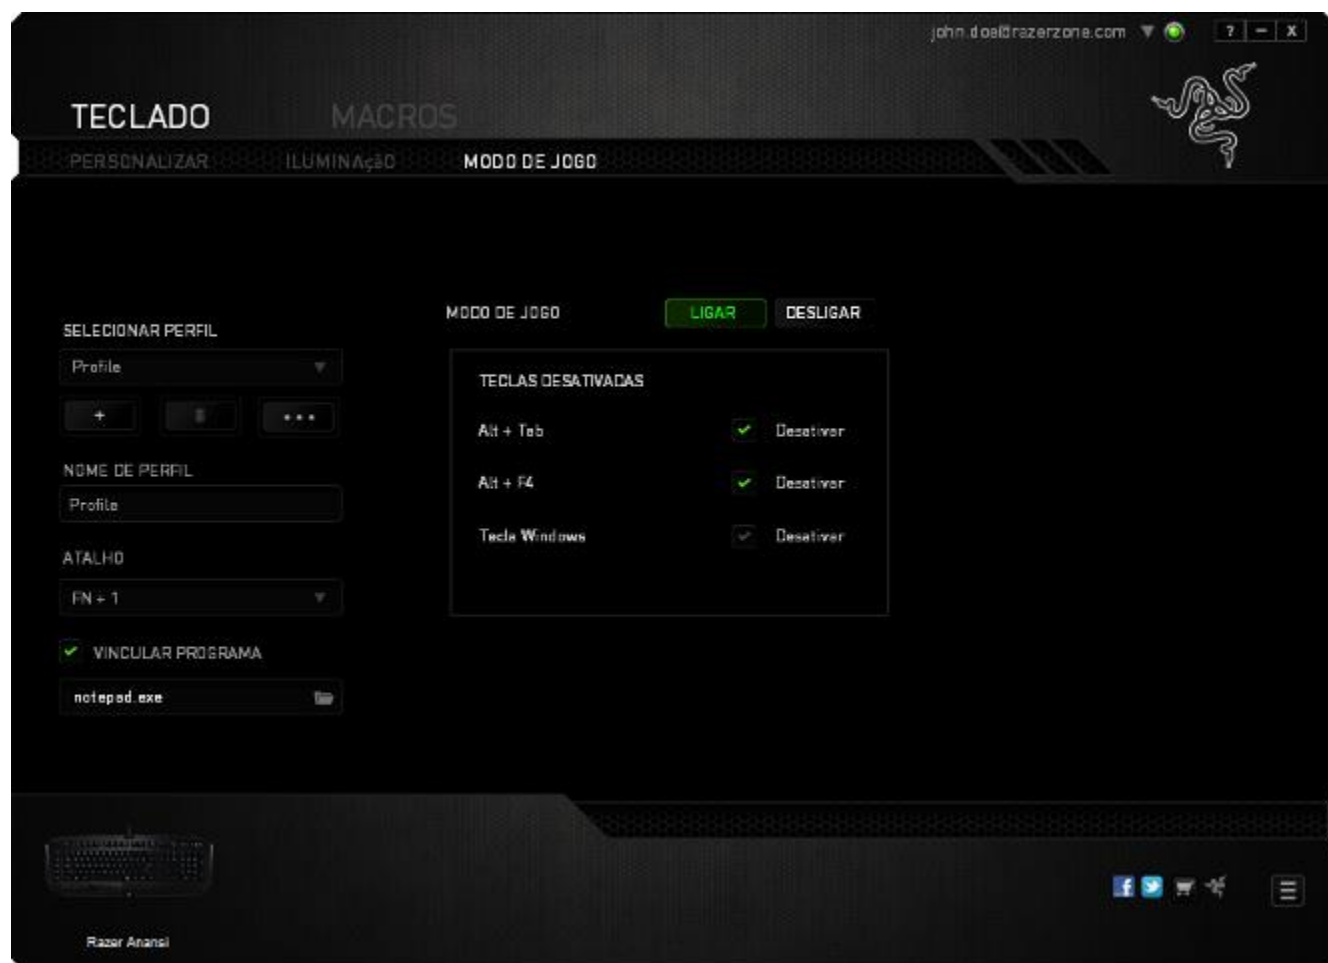 john.doe@razerzone.com
? – X
TECLADO
MACROS
PERSONALIZAR
ILUMINAção
MODO DE JOGO
SELECIONAR PERFIL
Profile
+
NOME DE PERFIL
Profile
ATALHO
FN + 1
VINCULAR PROGRAMA
notepad.exe
MODO DE JOGO
LIGAR
DESLIGAR
TECLAS DESATIVADAS
Alt + Tab
Desativar
Alt + F4
Desativar
Tecla Windows
Desativar
Razer Anansi